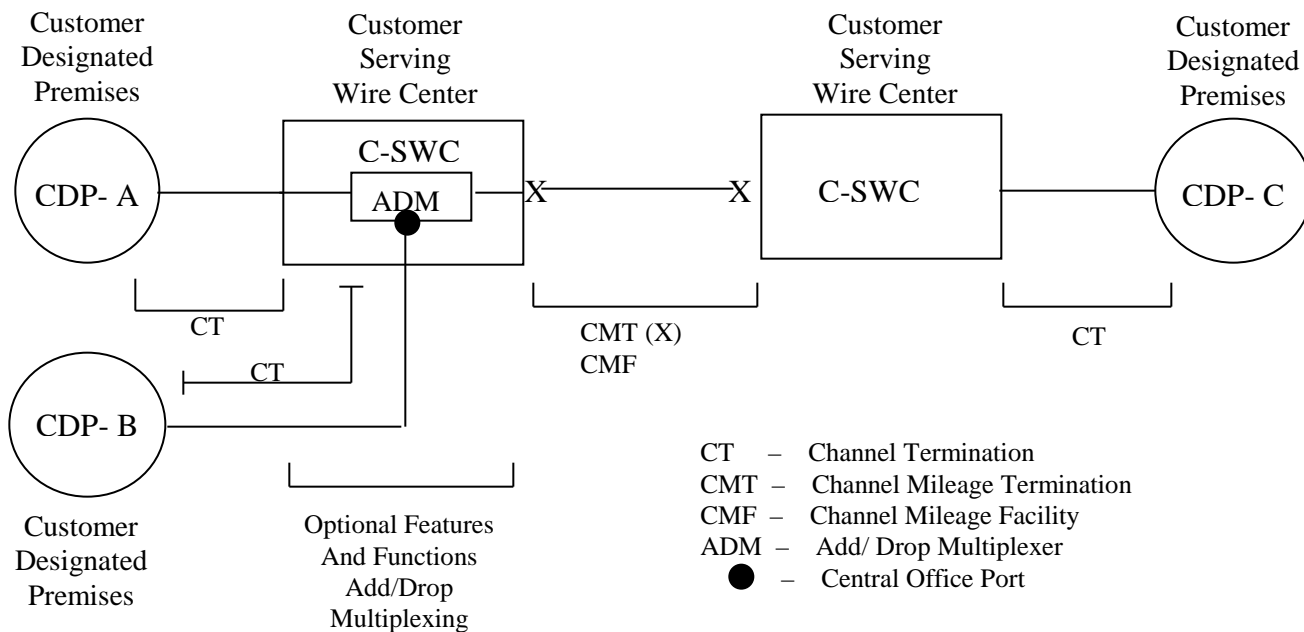 Customer
Designated
Premises
Customer
Serving
Wire Center
Customer
Serving
Wire Center
Customer
Designated
Premises
CDP- A
C-SWC
ADM
X
X
C-SWC
CDP- C
CT
CMT (X)
CMF
CT
CT
CDP- B
Customer
Designated
Premises
Optional Features
And Functions
Add/Drop
Multiplexing
CT – Channel Termination
CMT – Channel Mileage Termination
CMF – Channel Mileage Facility
ADM – Add/ Drop Multiplexer
– Central Office Port